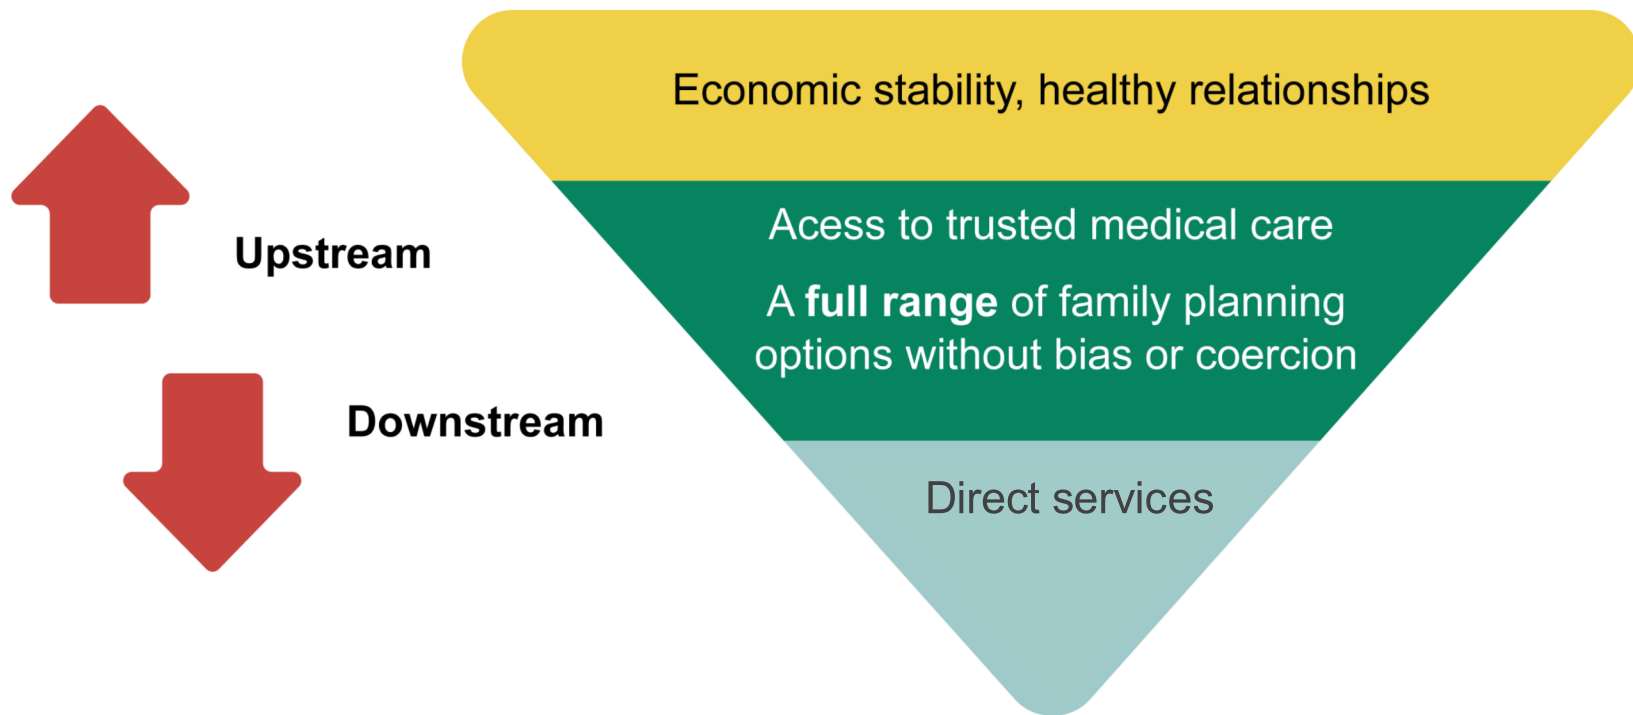 Economic stability, healthy relationships
Upstream
Acess to trusted medical care
A full range of family planning
options without bias or coercion
Downstream
Direct services